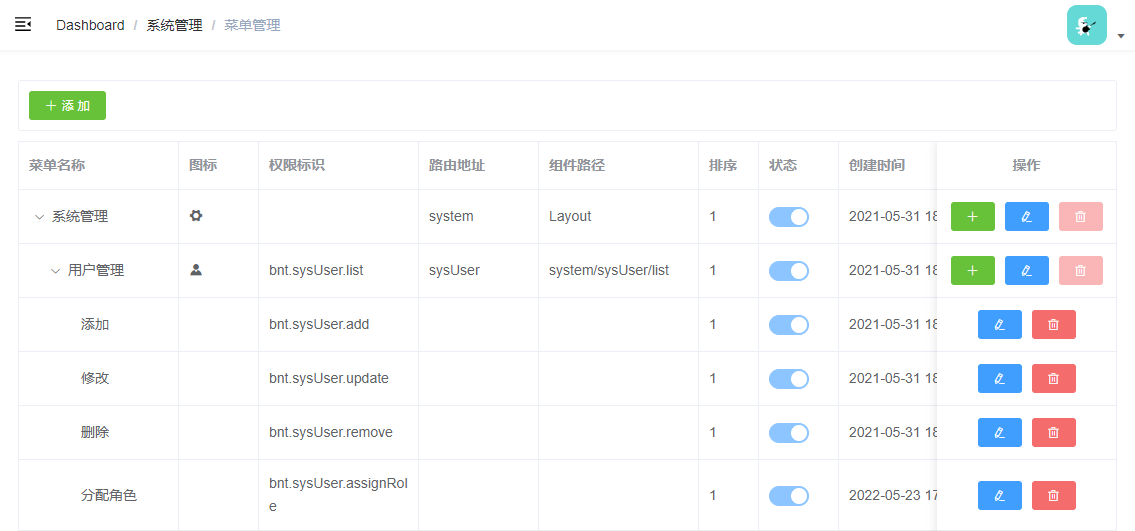 Dashboard / 系统管理 / 菜单管理
添加
菜单名称 图标 权限标识 路由地址 组件路径 排序 状态 创建时间 操作
系统管理 system Layout 1 2021-05-31 18
用户管理 bnt.sysUser.list sysUser system/sysUser/list 1 2021-05-31 18
添加 bnt.sysUser.add 1 2021-05-31 18
修改 bnt.sysUser.update 1 2021-05-31 18
删除 bnt.sysUser.remove 1 2021-05-31 18
分配角色 bnt.sysUser.assignRol 1 2022-05-23 17
e